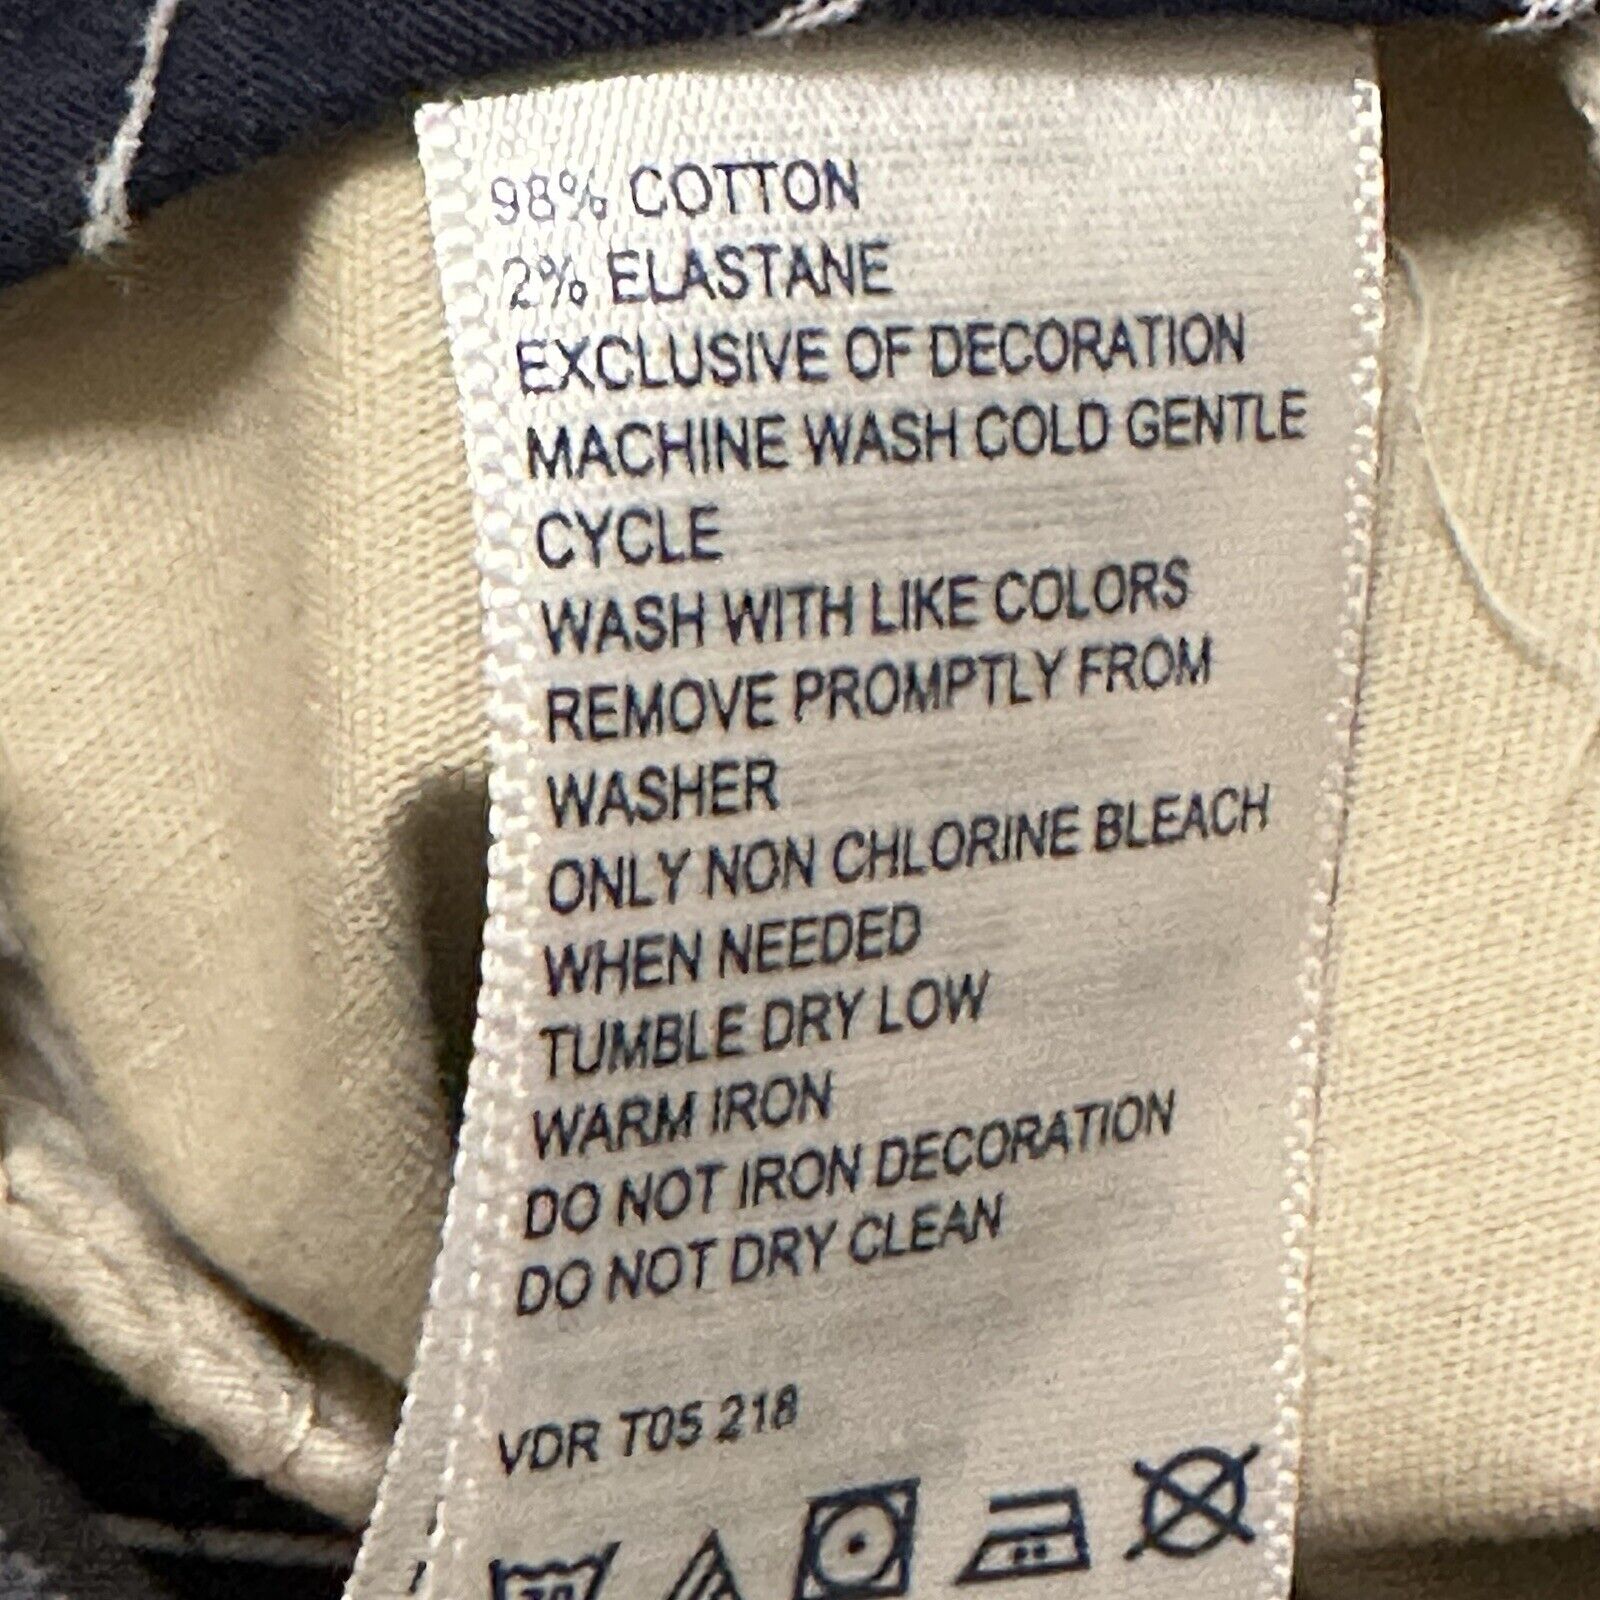 98% COTTON
2% ELASTANE
EXCLUSIVE OF DECORATION
MACHINE WASH COLD GENTLE
CYCLE
WASH WITH LIKE COLORS
REMOVE PROMPTLY FROM
WASHER
ONLY NON CHLORINE BLEACH
WHEN NEEDED
TUMBLE DRY LOW
WARM IRON
DO NOT IRON DECORATION
DO NOT DRY CLEAN
VDR T05 218